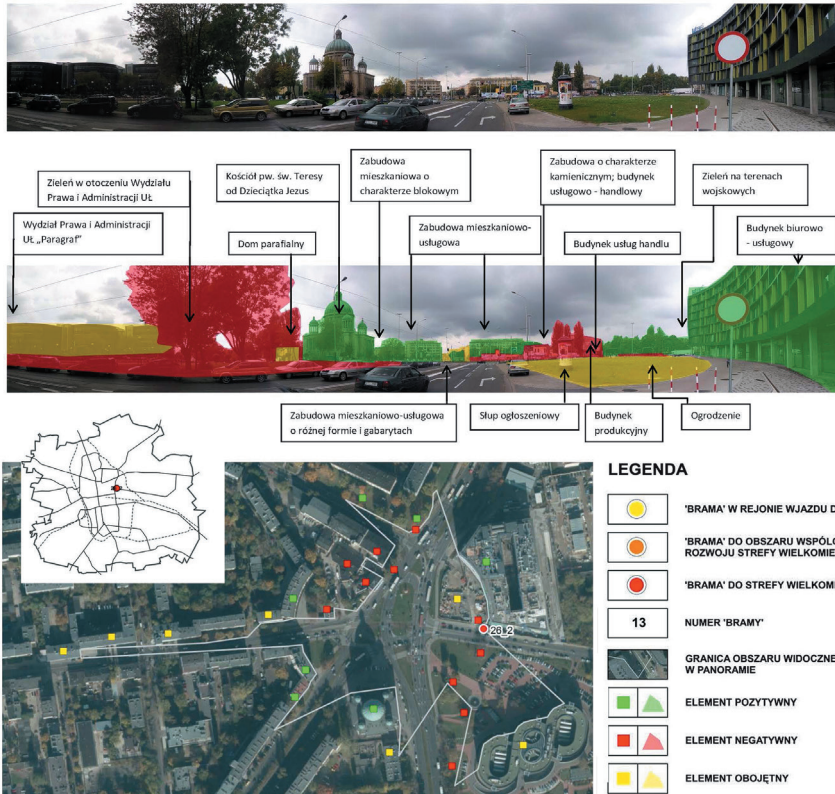 Zieleń w otoczeniu Wydziału
Prawa i Administracji UŁ
Kościół pw. św. Teresy
od Dzieciątka Jezus
Zabudowa
mieszkaniowa o
charakterze blokowym
Zabudowa o charakterze
kamienicznym; budynek
usługowo - handlowy
Zieleń na terenach
wojskowych
Wydział Prawa i Administracji
UŁ „Paragraf”
Dom parafialny
Zabudowa mieszkaniowo-
usługowa
Budynek usług handlu
Budynek biurowo
- usługowy
Zabudowa mieszkaniowo-usługowa
o różnej formie i gabarytach
Słup ogłoszeniowy
Budynek
produkcyjny
Ogrodzenie
26_2
LEGENDA
'BRAMA' W REJONIE WJAZDU D
'BRAMA' DO OBSZARU WSPÓŁC
ROZWOJU STREFY WIELKOMIE
'BRAMA' DO STREFY WIELKOMI
13
NUMER 'BRAMY'
GRANICA OBSZARU WIDOCZNE
W PANORAMIE
ELEMENT POZYTYWNY
ELEMENT NEGATYWNY
ELEMENT OBOJĘTNY